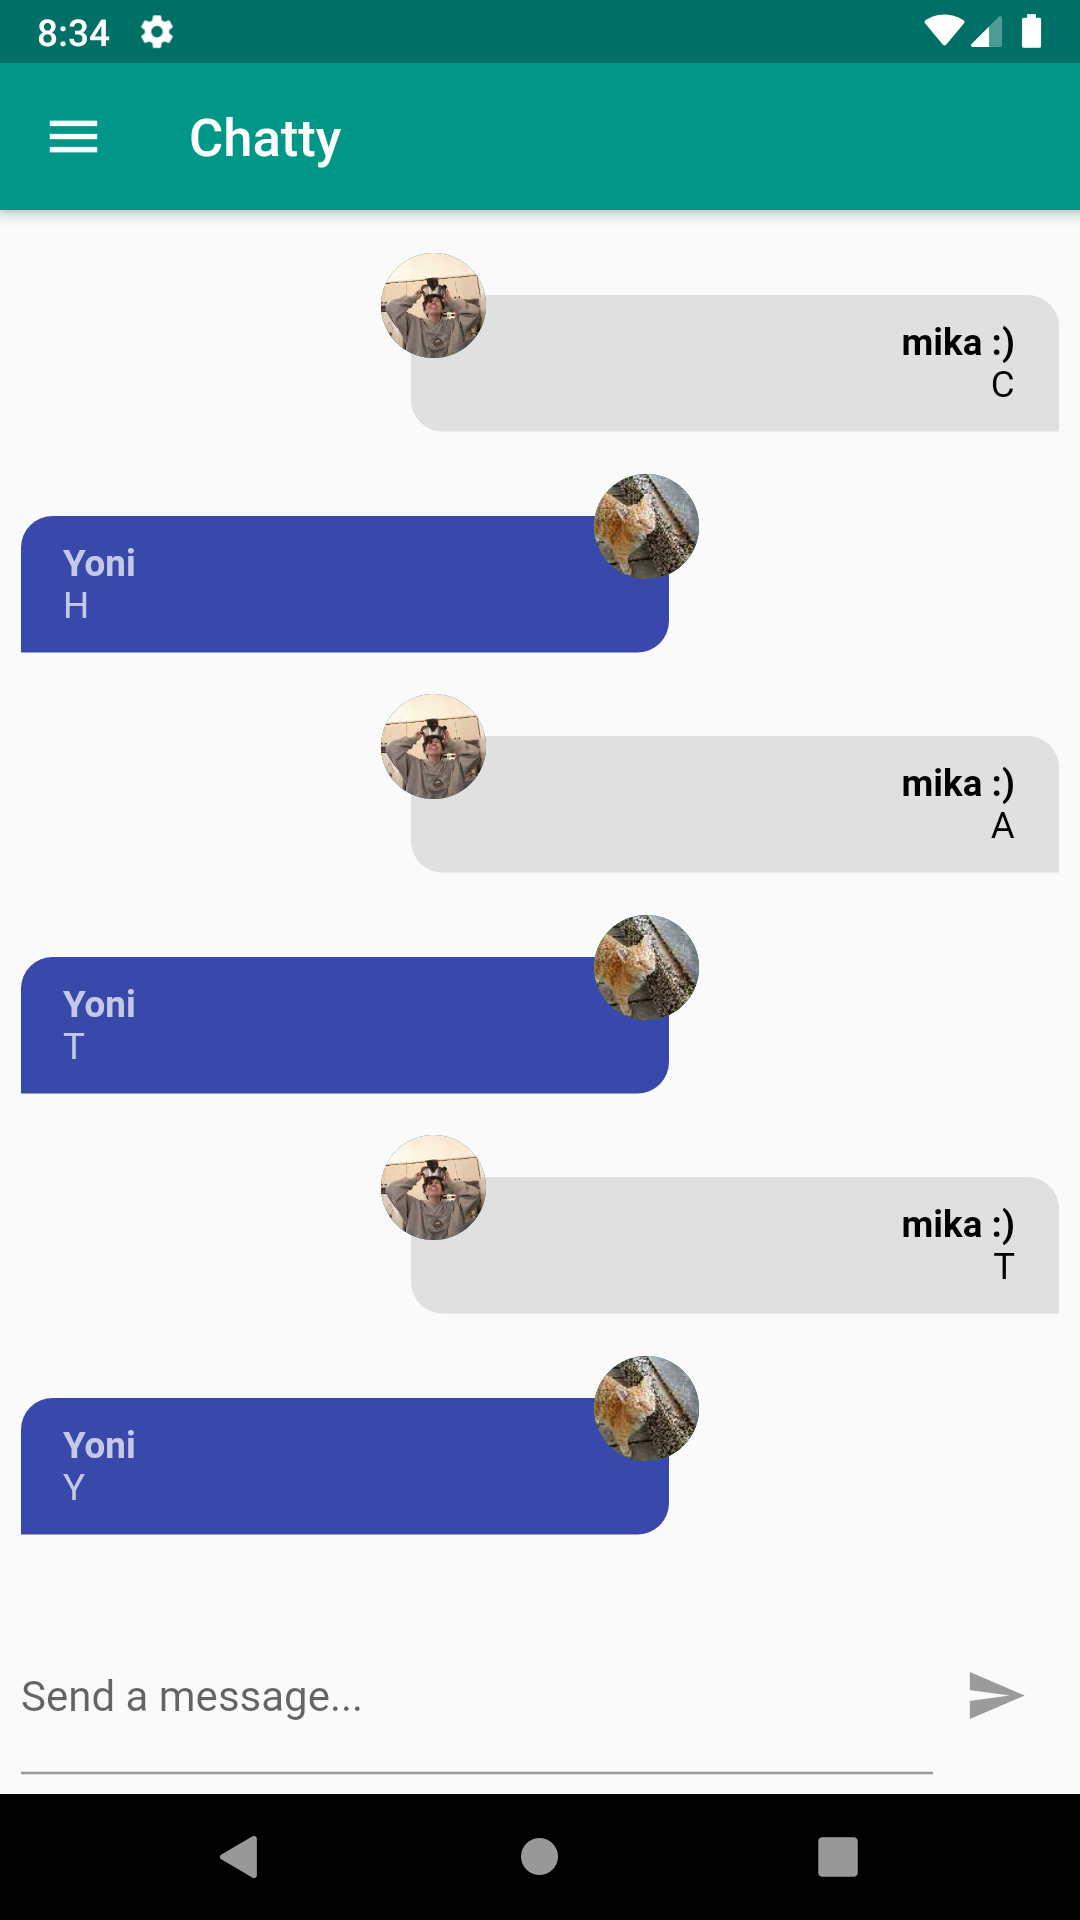 8:34
Chatty
mika :)
C
Yoni
H
mika :)
A
Yoni
T
mika :)
T
Yoni
Y
Send a message...